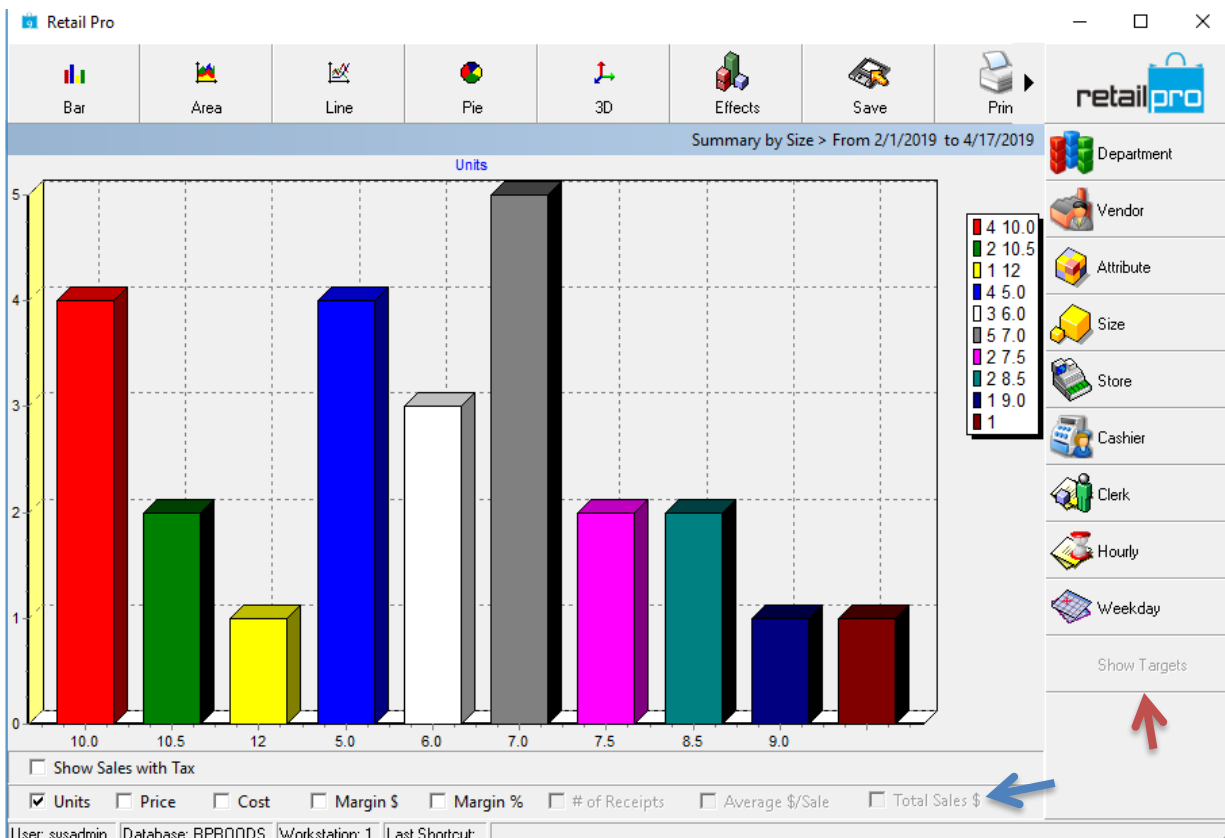 Retail Pro
Bar Area Line Pie 3D Effects Save Prin
retail pro
Summary by Size > From 2/1/2019 to 4/17/2019
Units
5
4
3
2
1
0
10.0 10.5 12 5.0 6.0 7.0 7.5 8.5 9.0
4 10.0
2 10.5
1 12
4 5.0
3 6.0
5 7.0
2 7.5
2 8.5
1 9.0
1
Department
Vendor
Attribute
Size
Store
Cashier
Clerk
Hourly
Weekday
Show Targets
Show Sales with Tax
Units Price Cost Margin $ Margin % # of Receipts Average $/Sale Total Sales $
User: sysadmin Database: RPRODS Workstation: 1 Last Shortcut: